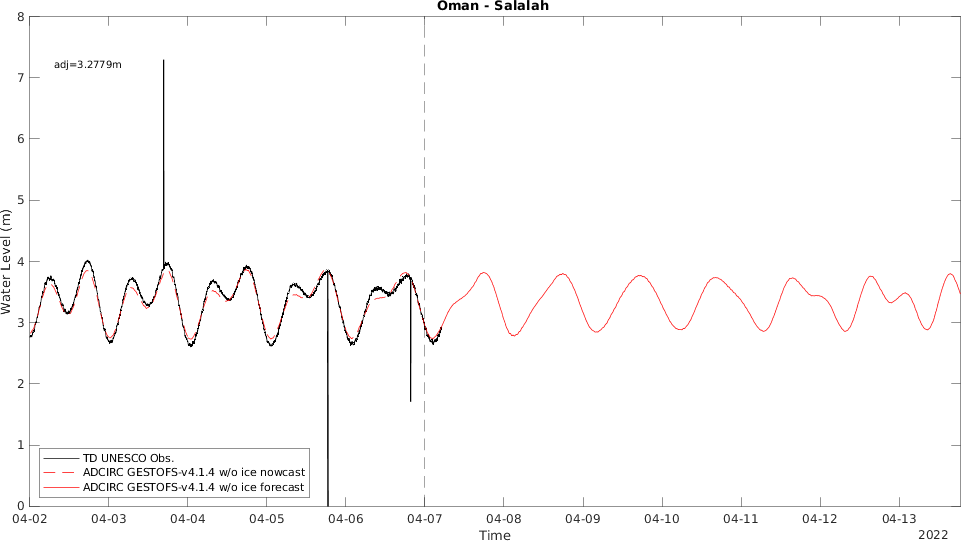 Oman - Salalah
8
adj=3.2779m
7
6
5
4
3
2
1
0
Water Level (m)
TD UNESCO Obs.
ADCIRC GESTOFS-v4.1.4 w/o ice nowcast
ADCIRC GESTOFS-v4.1.4 w/o ice forecast
04-02 04-03 04-04 04-05 04-06 04-07 04-08 04-09 04-10 04-11 04-12 04-13
Time
2022